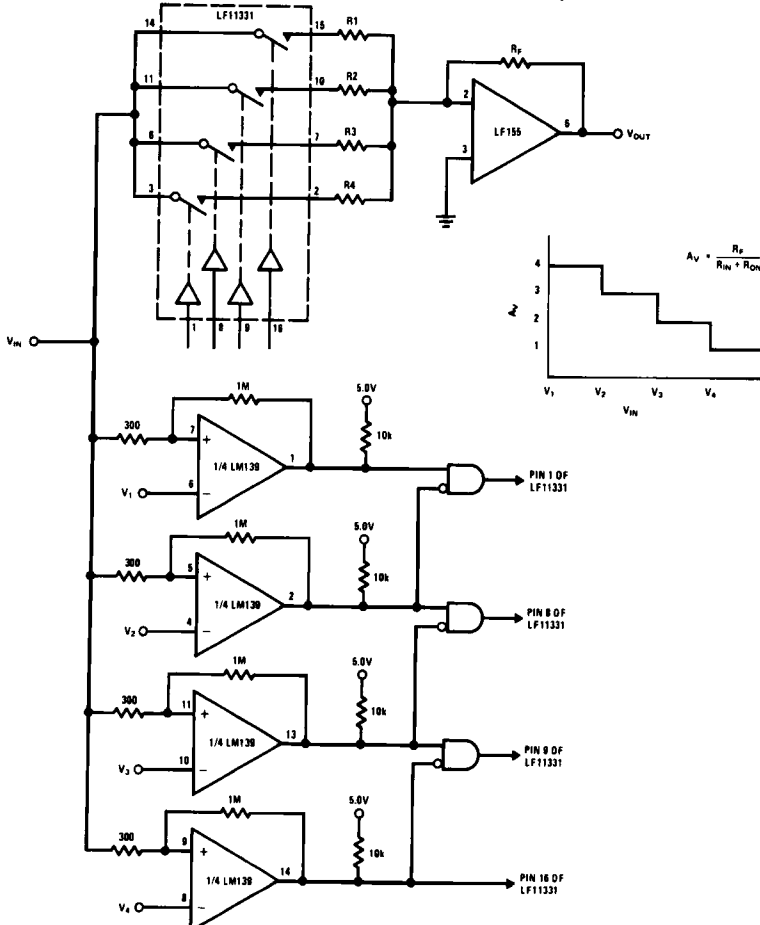 LF11331
14
15
R1
11
10
R2
6
7
R3
3
2
R4
1
8
9
16
RF
2
3
LF155
6
VOUT
AV = RF / RIN + RON
4
3
2
1
AV
V1
V2
V3
V4
VIN
VIN
300
1M
7
+
1/4 LM139
1
6
−
V1
5.0V
10k
PIN 1 OF
LF11331
300
1M
5
+
1/4 LM139
2
4
−
V2
5.0V
10k
PIN 8 OF
LF11331
300
1M
11
+
1/4 LM139
13
10
−
V3
5.0V
10k
PIN 9 OF
LF11331
300
1M
9
+
1/4 LM139
14
8
−
V4
5.0V
10k
PIN 16 OF
LF11331